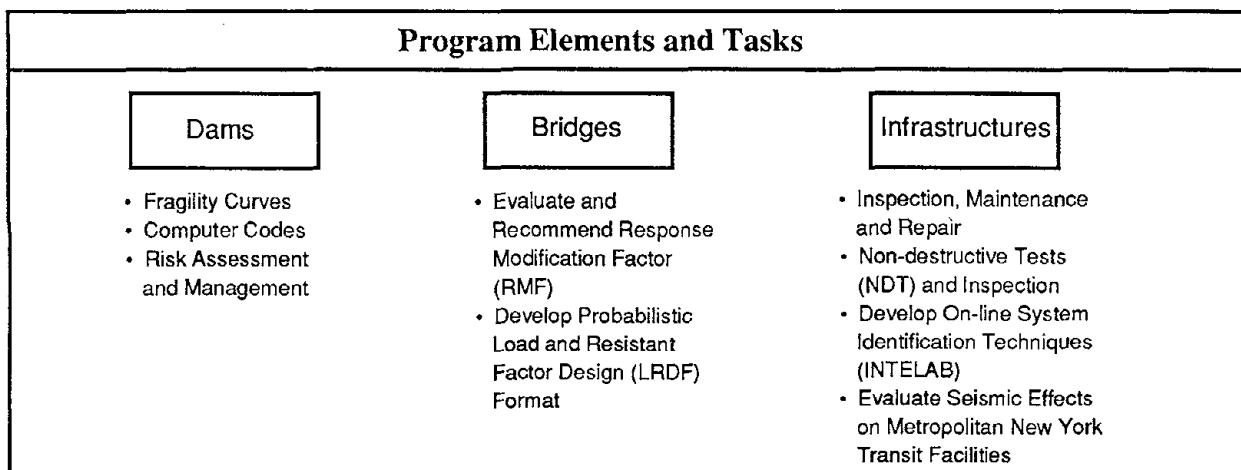 Program Elements and Tasks
Dams
• Fragility Curves
• Computer Codes
• Risk Assessment
and Management
Bridges
• Evaluate and
Recommend Response
Modification Factor
(RMF)
• Develop Probabilistic
Load and Resistant
Factor Design (LRDF)
Format
Infrastructures
• Inspection, Maintenance
and Repair
• Non-destructive Tests
(NDT) and Inspection
• Develop On-line System
Identification Techniques
(INTELAB)
• Evaluate Seismic Effects
on Metropolitan New York
Transit Facilities